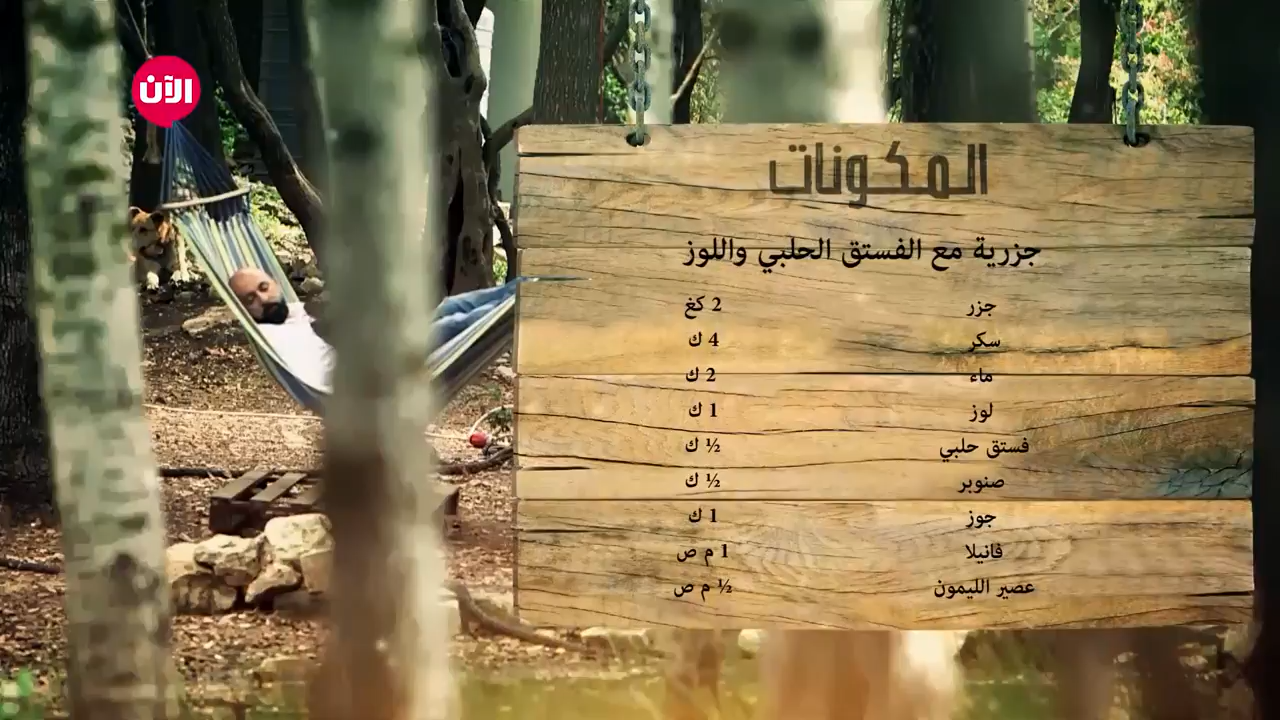 الآن
المكونات
جزرية مع الفستق الحلبي واللوز
جزر 2 كغ
سكر 4 ك
ماء 2 ك
لوز 1 ك
فستق حلبي ½ ك
صنوبر ½ ك
جوز 1 ك
فانيلا 1 م ص
عصير الليمون ½ م ص